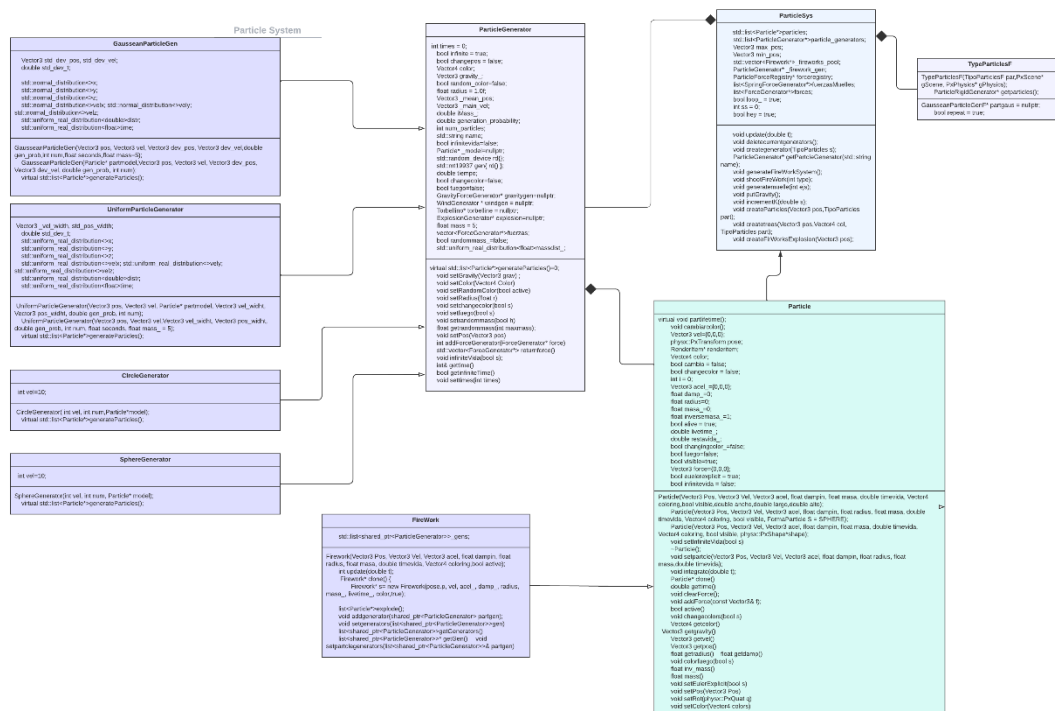 Particle System
GausseanParticleGen
Vector3 std_dev_pos, std_dev_vel;
double std_dev_t;
std::normal_distribution<>x;
std::normal_distribution<>y;
std::normal_distribution<>z;
std::normal_distribution<>velx; std::normal_distribution<>vely;
std::normal_distribution<>velz;
std::uniform_real_distribution<double>distr;
std::uniform_real_distribution<float>time;
GausseanParticleGen(Vector3 pos, Vector3 vel, Vector3 dev_pos, Vector3 dev_vel,double
gen_prob,int num,float seconds,float mass=5);
GausseanParticleGen(Particle* partmodel,Vector3 pos, Vector3 vel, Vector3 dev_pos,
Vector3 dev_vel, double gen_prob, int num);
virtual std::list<Particle*>generateParticles();
UniformParticleGenerator
Vector3 _vel_width, std_pos_width;
double std_dev_t;
std::uniform_real_distribution<>x;
std::uniform_real_distribution<>y;
std::uniform_real_distribution<>z;
std::uniform_real_distribution<>velx; std::uniform_real_distribution<>vely;
std::uniform_real_distribution<>velz
std::uniform_real_distribution<double>distr;
std::uniform_real_distribution<float>time;
UniformParticleGenerator(Vector3 pos, Vector3 vel, Particle* partmodel, Vector3 vel_widht,
Vector3 pos_widht, double gen_prob, int num);
UniformParticleGenerator(Vector3 pos, Vector3 vel,Vector3 vel_widht, Vector3 pos_widht,
double gen_prob, int num, float seconds, float mass_ = 5);
virtual std::list<Particle*>generateParticles();
CIrcleGenerator
int vel=10;
CIrcleGenerator( int vel, int num,Particle*model);
virtual std::list<Particle*>generateParticles();
SphereGenerator
int vel=10;
SphereGenerator(int vel, int num, Particle* model);
virtual std::list<Particle*>generateParticles();
ParticleGenerator
int times = 0;
bool infinite = true;
bool changepos = false;
Vector4 color;
Vector3 gravity_;
bool random_color=false;
float radius = 1.0f;
Vector3 _mean_pos;
Vector3 _main_vel;
double tMass_;
double generation_probability;
int num_particles;
std::string name;
bool infinitevida=false;
Particle* _model=nullptr;
std::random_device rd{};
std::mt19937 gen{ rd() };
double tiempo;
bool changecolor=false;
bool fuego=false;
GravityForceGenerator* gravitygen=nullptr;
WindGenerator * windgen = nullptr;
Torbellino* torbelline = nullptr;
ExplosionGenerator* explosion=nullptr;
float mass = 5;
vector<ForceGenerator*>fuerzas;
bool randommass_=false;
std::uniform_real_distribution<float>massdist_;
virtual std::list<Particle*>generateParticles()=0;
void setGravity(Vector3 grav) ;
void setColor(Vector4 Color)
void setRandomColor(bool active)
void setRadius(float r)
void setchangecolor(bool s)
void setfuego(bool s)
void setrandommass(bool h)
float getrandommass(int maxmass);
void setPos(Vector3 pos)
int addForceGenerator(ForceGenerator* force)
std::vector<ForceGenerator*> returnforce()
void infiniteVida(bool s);
int& gettime()
bool getinfiniteTime()
void settimes(int times)
ParticleSys
std::list<Particle*>particles;
std::list<ParticleGenerator*>particle_generators;
Vector3 max_pos;
Vector3 min_pos;
std::vector<Firework*> _fireworks_pool;
ParticleGenerator* _firework_gen;
ParticleForceRegistry* forceregistry;
list<SpringForceGenerator*>fuerzasMuelles;
list<ForceGenerator*>forces;
bool boou_ = true;
int ss = 0;
bool hey = true;
void update(double t);
void deletecurrentgenerators();
void creategenerator(TipoParticles s);
ParticleGenerator* getParticleGenerator(std::string
name);
void generateFireWorkSystem();
void shootFireWork(int type);
void generatemuelle(int eje);
void putGravity();
void incrementK(double s);
void createParticles(Vector3 pos,TipoParticles
part);
void createmeas(Vector3 pos,Vector4 col,
TipoParticles part);
void createFirWorksExplosion(Vector3 pos);
TypeParticlesF
TypeParticlesF(TipoParticlesF par,PxScene*
gScene, PxPhysics* gPhysics);
ParticleRigidGenerator* getparticles();
GausseanParticleGenF* partgaus = nullptr;
bool repeat = true;
Particle
virtual void partlifetime();
void cambiarcolor();
Vector3 vel={0,0,0};
physx::PxTransform pose;
RenderItem* renderitem;
Vector4 color;
bool cambia = false;
bool changecolor = false;
int i = 0;
Vector3 acel_={0,0,0};
float damp_=0;
float radius=0;
float masa_=0;
float inversemasa_=1;
bool alive = true;
double livetime_;
double restavida_;
bool changingcolor_=false;
bool fuego=false;
bool visible=true;
Vector3 force={0,0,0};
bool eulerexplicit = true;
bool infinitevida = false;
Particle(Vector3 Pos, Vector3 Vel, Vector3 acel, float dampin, float masa, double timevida, Vector4
coloring,bool visible,double ancho,double largo,double alto);
Particle(Vector3 Pos, Vector3 Vel, Vector3 acel, float dampin, float radius, float masa, double
timevida, Vector4 coloring, bool visible, FormaParticle S = SPHERE);
Particle(Vector3 Pos, Vector3 Vel, Vector3 acel, float dampin, float masa, double timevida,
Vector4 coloring, bool visible, physx::PxShape*shape);
void setInfiniteVida(bool s)
~Particle();
void setparticle(Vector3 Pos, Vector3 Vel, Vector3 acel, float dampin, float radius, float
masa,double timevida);
void integrate(double t);
Particle* clone()
double gettime()
void clearForce();
void addForce(const Vector3& f);
bool active()
void changecolors(bool s)
Vector4 getcolor()
Vector3 getgravity()
Vector3 getvel()
Vector3 getpos()
float getradius() float getdamp()
void colorfuego(bool s)
float inv_mass()
float mass()
void setEulerExplicit(bool s)
void setPos(Vector3 Pos)
void setRot(physx::PxQuat q)
void setColor(Vector4 colors)
FireWork
std::list<shared_ptr<ParticleGenerator>>_gens;
Firework(Vector3 Pos, Vector3 Vel, Vector3 acel, float dampin, float
radius, float masa, double timevida, Vector4 coloring,bool active);
int update(double t);
Firework* clone() {
Firework* s= new Firework(pose.p, vel, acel_, damp_, radius,
masa_, livetime_, color,true);
list<Particle*>explode();
void addgenerator(shared_ptr<ParticleGenerator> partgen)
void setgenerators(list<shared_ptr<ParticleGenerator>>gen)
list<shared_ptr<ParticleGenerator>>getGenerators()
list<shared_ptr<ParticleGenerator>>* getGen() void
setparticlegenerators(list<shared_ptr<ParticleGenerator>>& partgen)